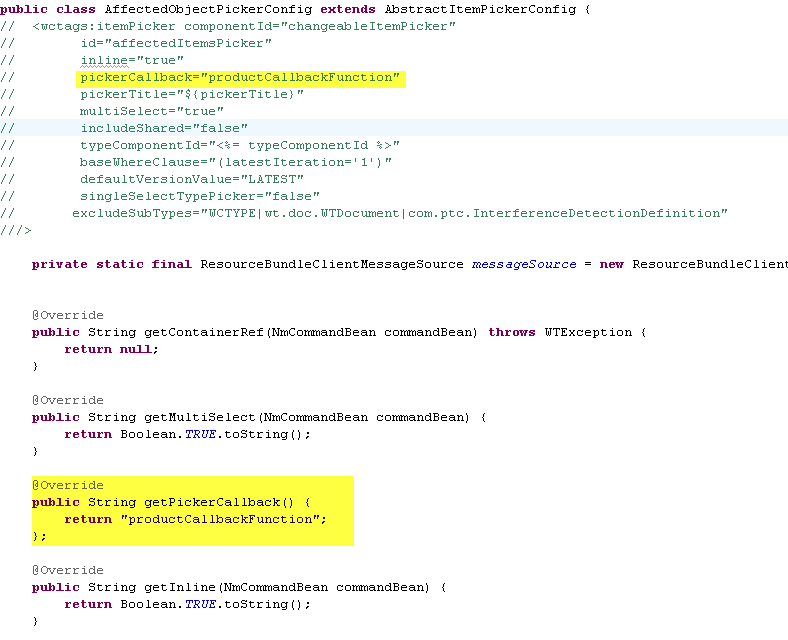 public class AffectedObjectPickerConfig extends AbstractItemPickerConfig {
// <wctags:itemPicker componentId="changeableItemPicker"
// id="affectedItemsPicker"
// inline="true"
// pickerCallback="productCallbackFunction"
// pickerTitle="${pickerTitle}"
// multiSelect="true"
// includeShared="false"
// typeComponentId="<%= typeComponentId %>"
// baseWhereClause="(latestIteration='1')"
// defaultVersionValue="LATEST"
// singleSelectTypePicker="false"
// excludeSubTypes="WCTYPE|wt.doc.WTDocument|com.ptc.InterferenceDetectionDefinition"
///>
private static final ResourceBundleClientMessageSource messageSource = new ResourceBundleClient
@Override
public String getContainerRef(NmCommandBean commandBean) throws WTException {
return null;
}
@Override
public String getMultiSelect(NmCommandBean commandBean) {
return Boolean.TRUE.toString();
}
@Override
public String getPickerCallback() {
return "productCallbackFunction";
};
@Override
public String getInline(NmCommandBean commandBean) {
return Boolean.TRUE.toString();
}